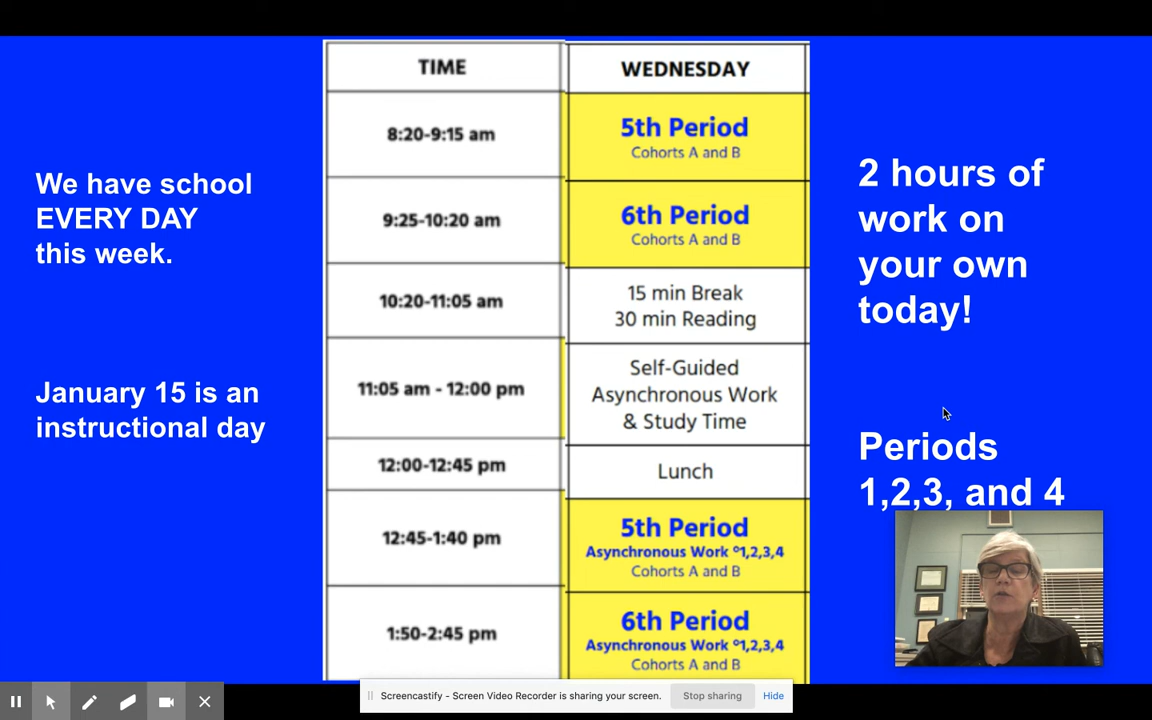 We have school
EVERY DAY
this week.
January 15 is an
instructional day
TIME
WEDNESDAY
8:20-9:15 am
5th Period
Cohorts A and B
9:25-10:20 am
6th Period
Cohorts A and B
10:20-11:05 am
15 min Break
30 min Reading
11:05 am - 12:00 pm
Self-Guided
Asynchronous Work
& Study Time
12:00-12:45 pm
Lunch
12:45-1:40 pm
5th Period
Asynchronous Work °1,2,3,4
Cohorts A and B
1:50-2:45 pm
6th Period
Asynchronous Work °1,2,3,4
Cohorts A and B
2 hours of
work on
your own
today!
Periods
1,2,3, and 4
Screencastify - Screen Video Recorder is sharing your screen.
Stop sharing
Hide